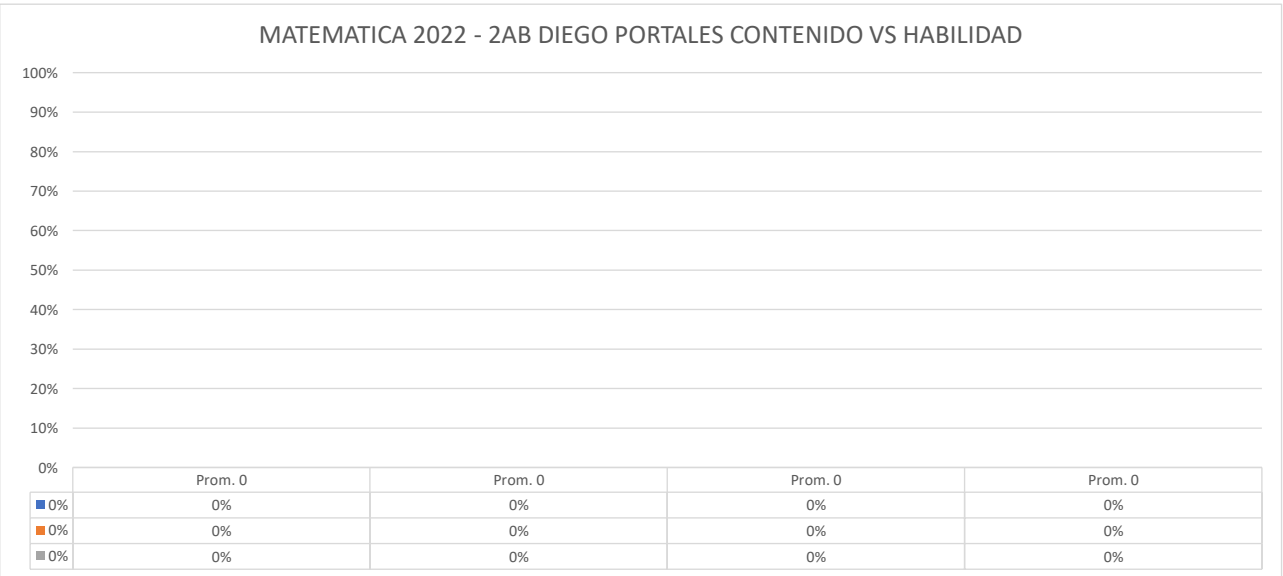 MATEMATICA 2022 - 2AB DIEGO PORTALES CONTENIDO VS HABILIDAD
100%
90%
80%
70%
60%
50%
40%
30%
20%
10%
0%
Prom. 0 Prom. 0 Prom. 0 Prom. 0
0% 0% 0% 0% 0%
0% 0% 0% 0% 0%
0% 0% 0% 0% 0%